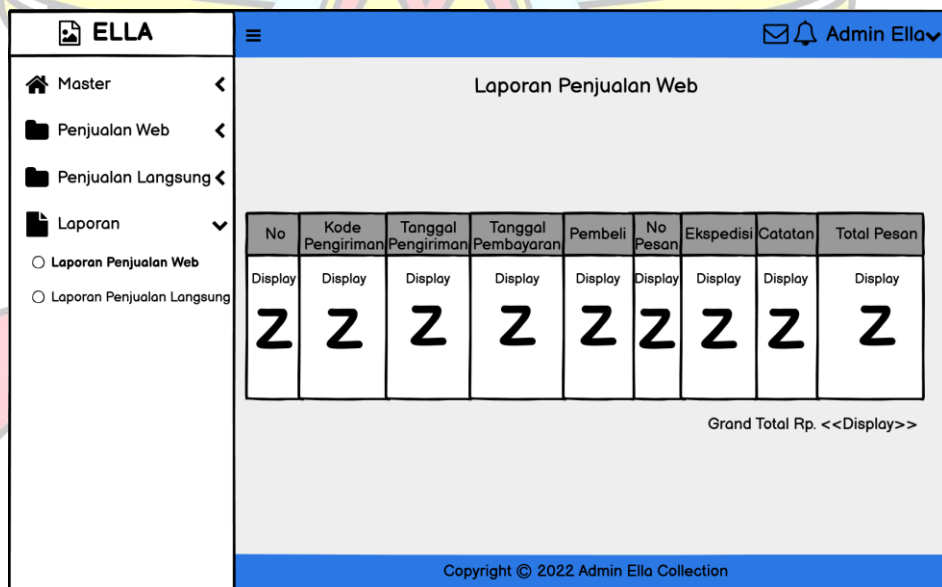 ELLA
Admin Ella
Master
Penjualan Web
Penjualan Langsung
Laporan
Laporan Penjualan Web
Laporan Penjualan Langsung
Laporan Penjualan Web
No Kode Pengiriman Tanggal Pengiriman Tanggal Pembayaran Pembeli No Pesan Ekspedisi Catatan Total Pesan
Display Display Display Display Display Display Display Display Display
Z Z Z Z Z Z Z Z Z
Grand Total Rp. <<Display>>
Copyright © 2022 Admin Ella Collection